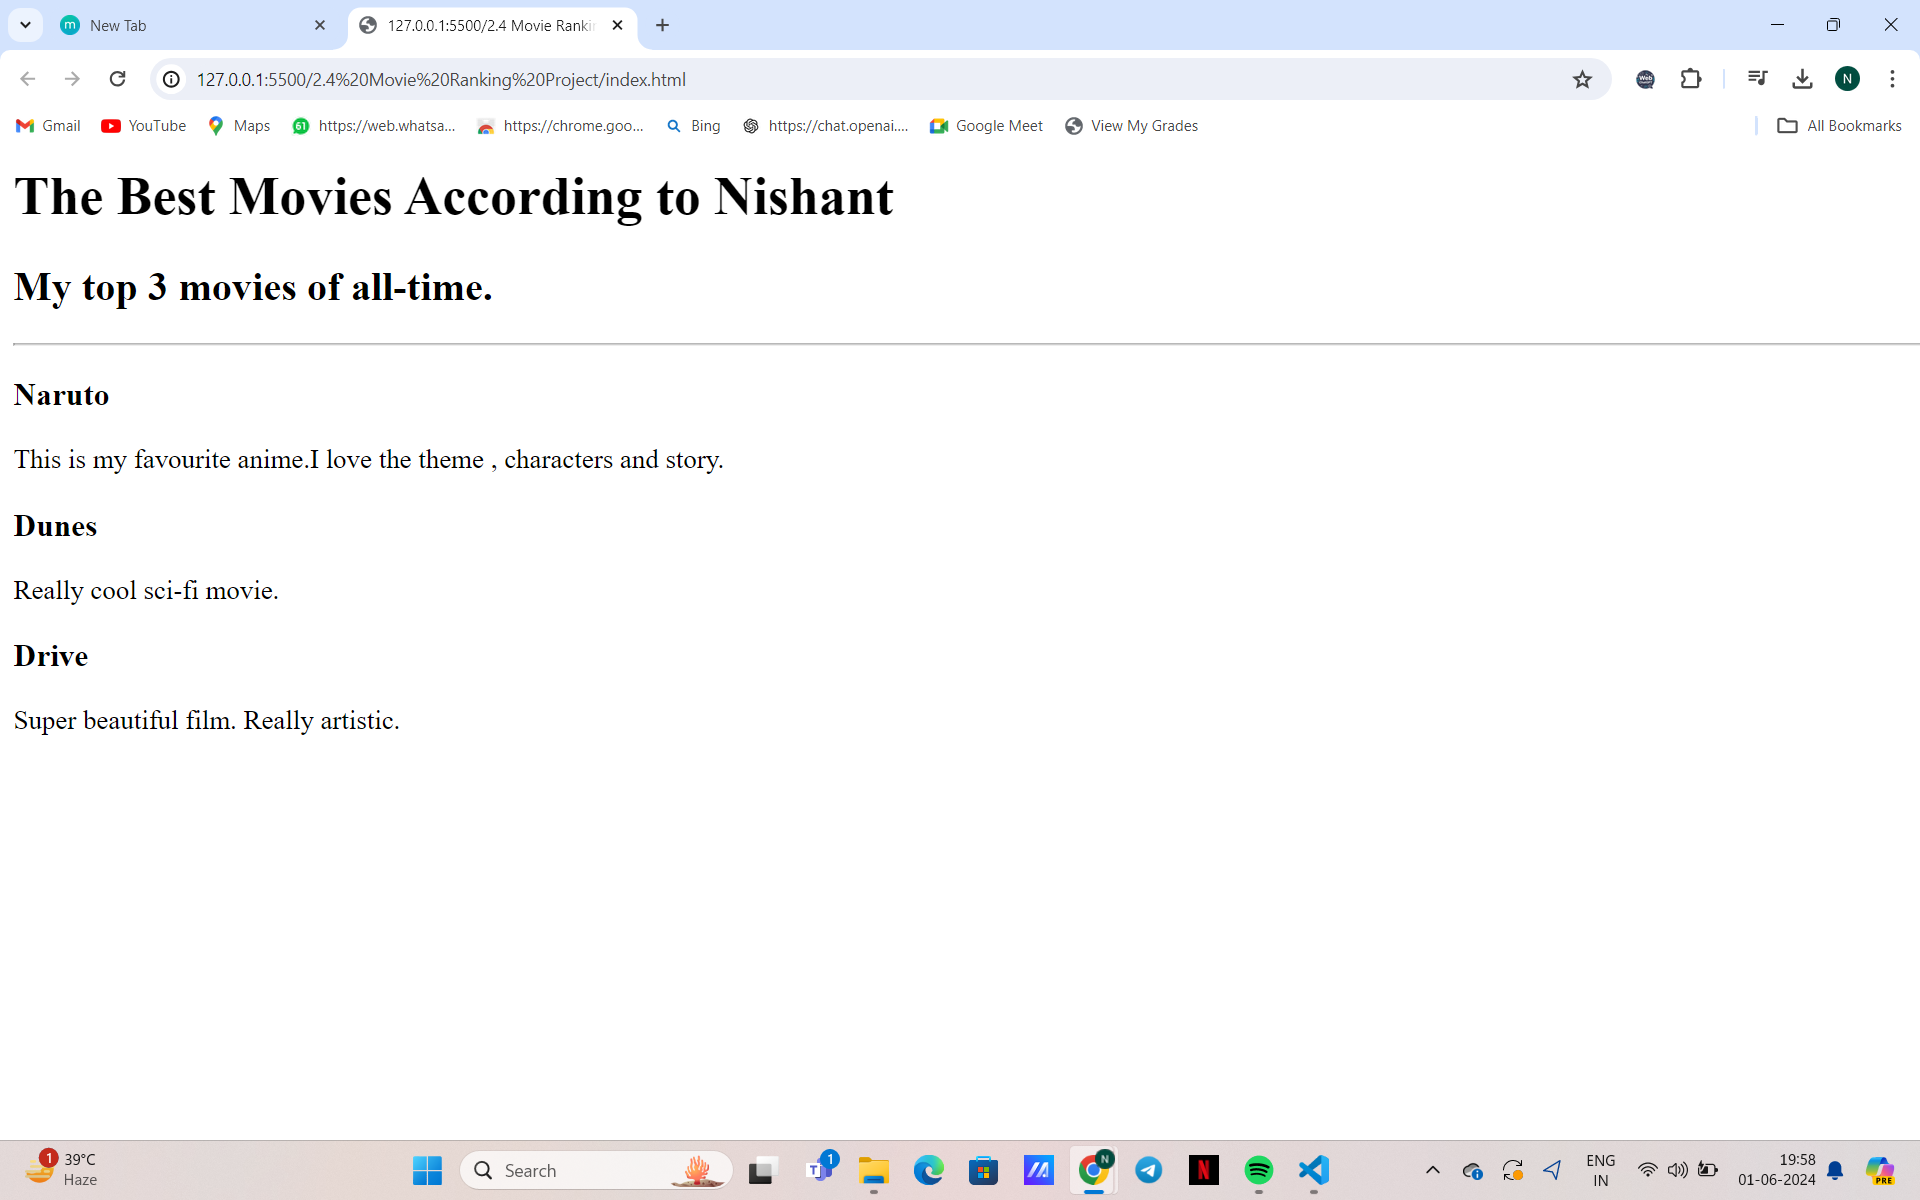 New Tab
127.0.0.1:5500/2.4 Movie Rankin
127.0.0.1:5500/2.4%20Movie%20Ranking%20Project/index.html
N
Gmail YouTube Maps 61 https://web.whatsa... https://chrome.goo... Bing https://chat.openai.... Google Meet View My Grades All Bookmarks
The Best Movies According to Nishant
My top 3 movies of all-time.
Naruto
This is my favourite anime.I love the theme , characters and story.
Dunes
Really cool sci-fi movie.
Drive
Super beautiful film. Really artistic.
1 39°C
Haze
Search
1
N
ENG
IN
19:58
01-06-2024
PRE